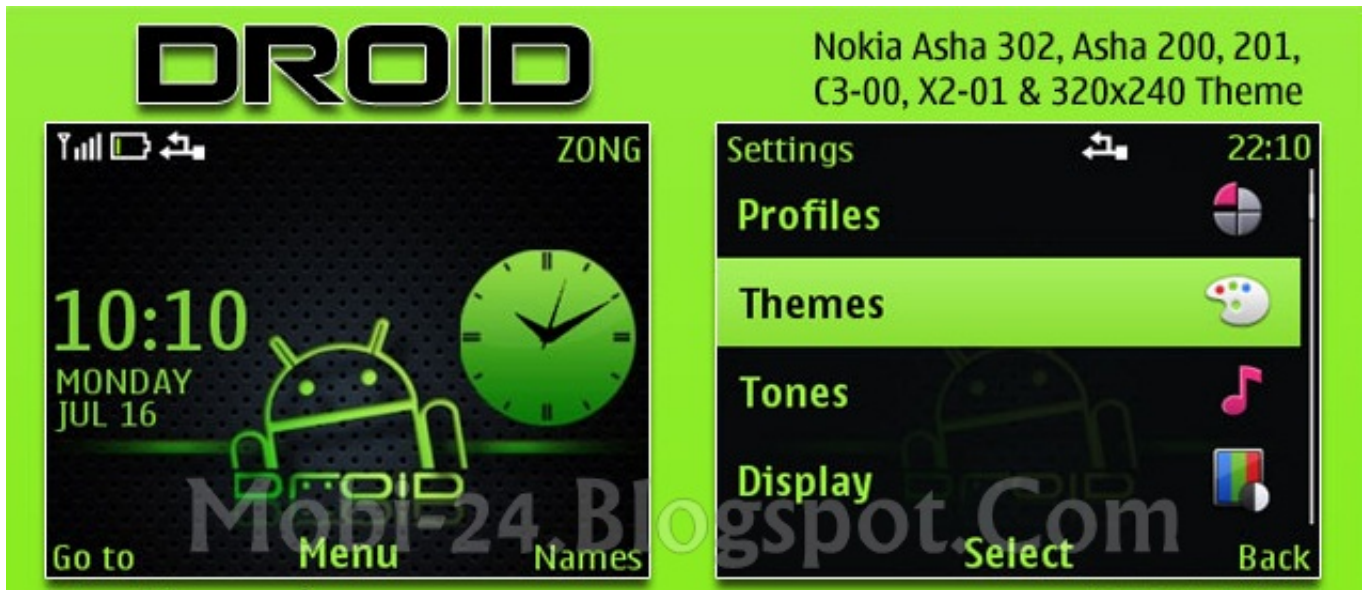 DROID
Nokia Asha 302, Asha 200, 201,
C3-00, X2-01 & 320x240 Theme
ZONG
10:10
MONDAY
JUL 16
DROID
Go to
Menu
Names
Settings
22:10
Profiles
Themes
Tones
Display
DROID
Select
Back
Mobi-24.Blogspot.Com